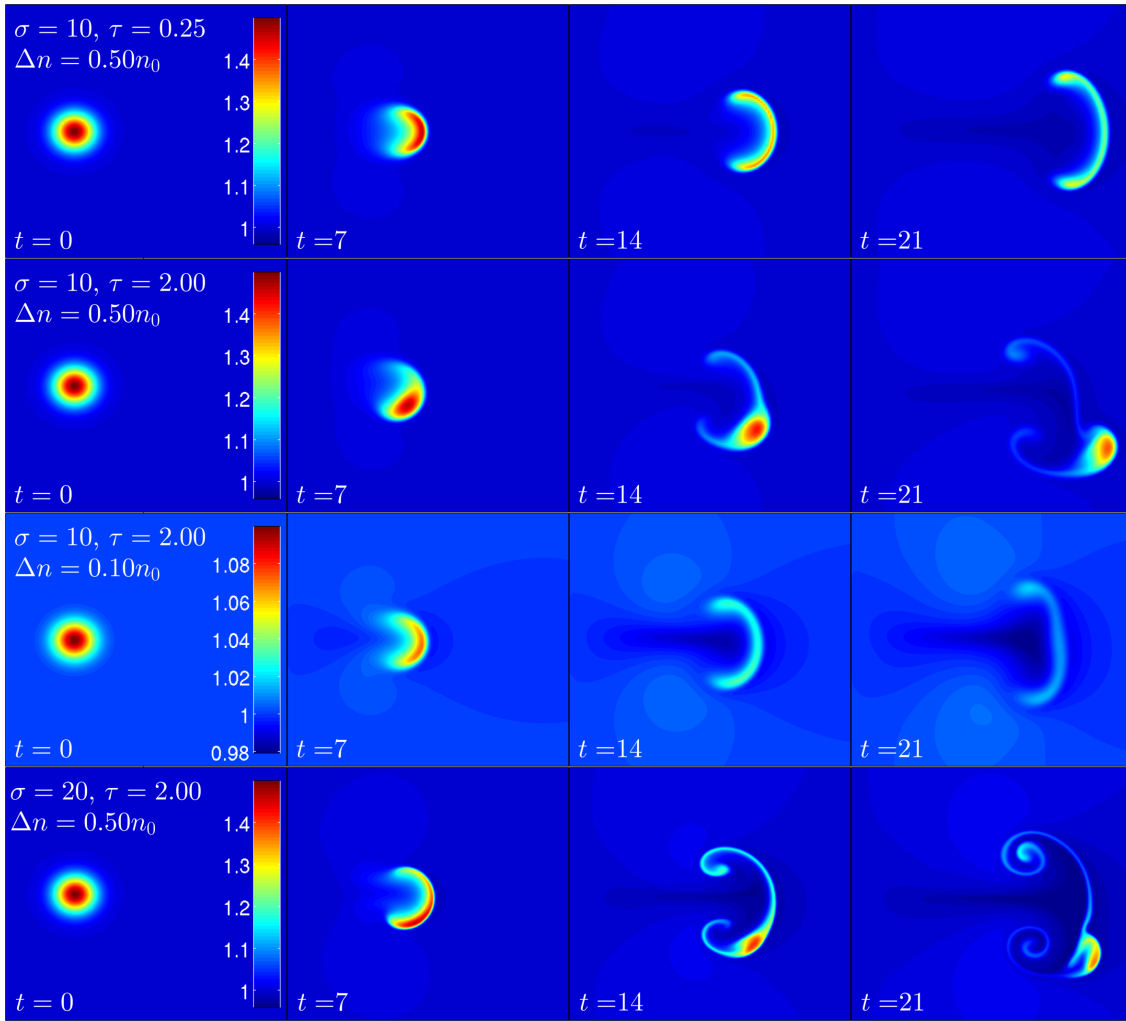 σ = 10, τ = 0.25
Δn = 0.50n₀
1.4
1.3
1.2
1.1
1
t = 0
t =7
t =14
t =21
σ = 10, τ = 2.00
Δn = 0.50n₀
1.4
1.3
1.2
1.1
1
t = 0
t =7
t =14
t =21
σ = 10, τ = 2.00
Δn = 0.10n₀
1.08
1.06
1.04
1.02
1
0.98
t = 0
t =7
t =14
t =21
σ = 20, τ = 2.00
Δn = 0.50n₀
1.4
1.3
1.2
1.1
1
t = 0
t =7
t =14
t =21